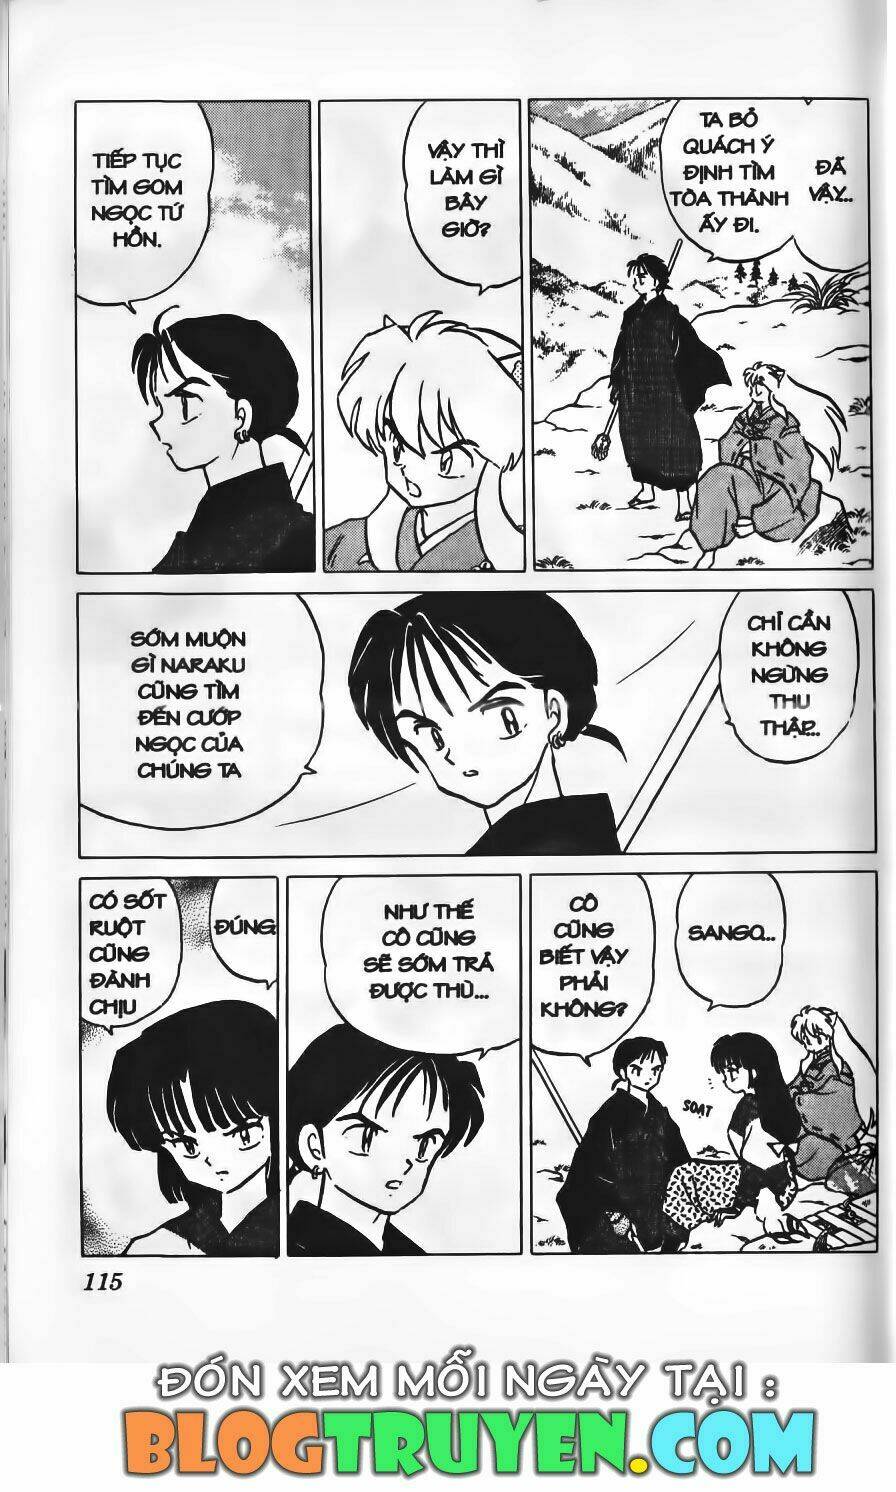 ĐÃ
VẬY...
TA BỎ
QUÁCH Ý
ĐỊNH TÌM
TÒA THÀNH
ẤY ĐI.
VẬY THÌ
LÀM GÌ
BÂY
GIỜ?
TIẾP TỤC
TÌM GOM
NGỌC TỨ
HỒN.
CHỈ CẦN
KHÔNG
NGỪNG
THU
THẬP...
SỚM MUỘN
GÌ NARAKU
CŨNG TÌM
ĐẾN CƯỚP
NGỌC CỦA
CHÚNG TA
SANGO...
CÔ
CŨNG
BIẾT VẬY
PHẢI
KHÔNG?
SOẠT
NHƯ THẾ
CÔ CŨNG
SẼ SỚM TRẢ
ĐƯỢC THÙ...
ĐÚNG
CÓ SỐT
RUỘT
CŨNG
ĐÀNH
CHỊU
115
ĐÓN XEM MỖI NGÀY TẠI :
BLOGTRUYEN.COM